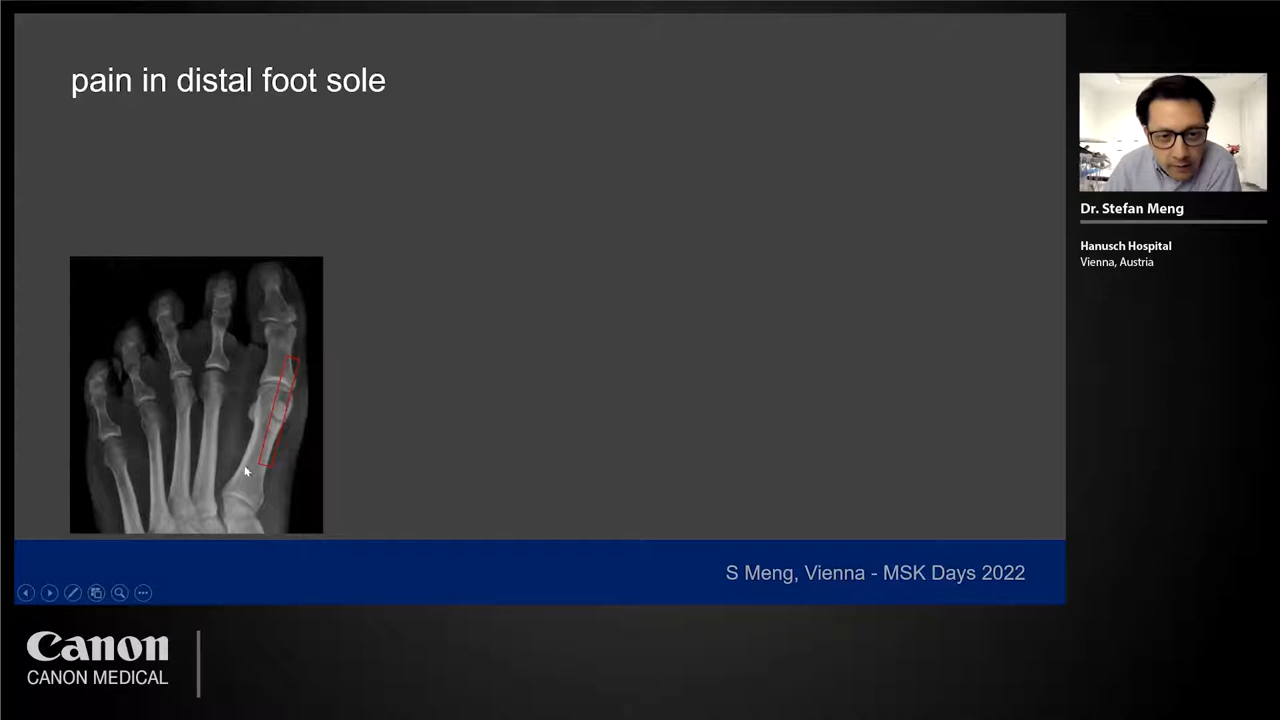 pain in distal foot sole
Dr. Stefan Meng
Hanusch Hospital
Vienna, Austria
S Meng, Vienna - MSK Days 2022
Canon
CANON MEDICAL